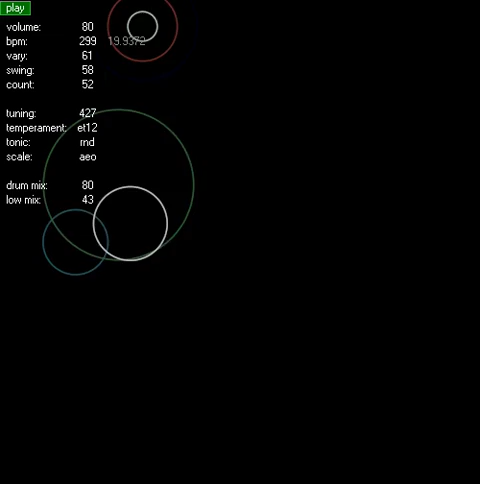 play
volume: 80
bpm: 299 19.9372
vary: 61
swing: 58
count: 52
tuning: 427
temperament: et12
tonic: rnd
scale: aeo
drum mix: 80
low mix: 43